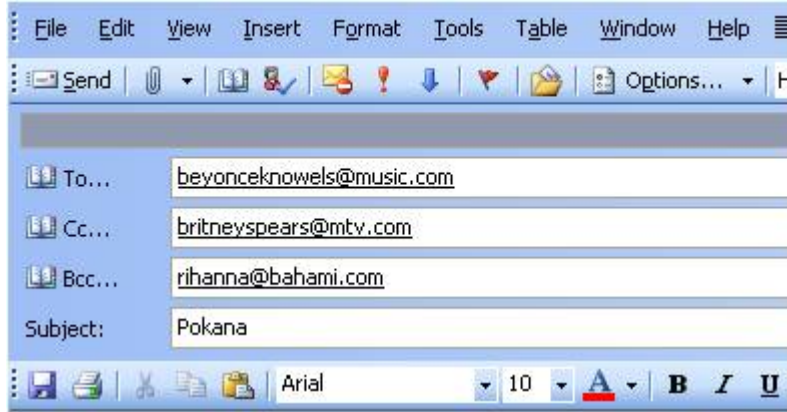 File Edit View Insert Format Tools Table Window Help
Send Options... H
To... beyonceknowels@music.com
Cc... britneyspears@mtv.com
Bcc... rihanna@bahami.com
Subject: Pokana
Arial 10 A B I U